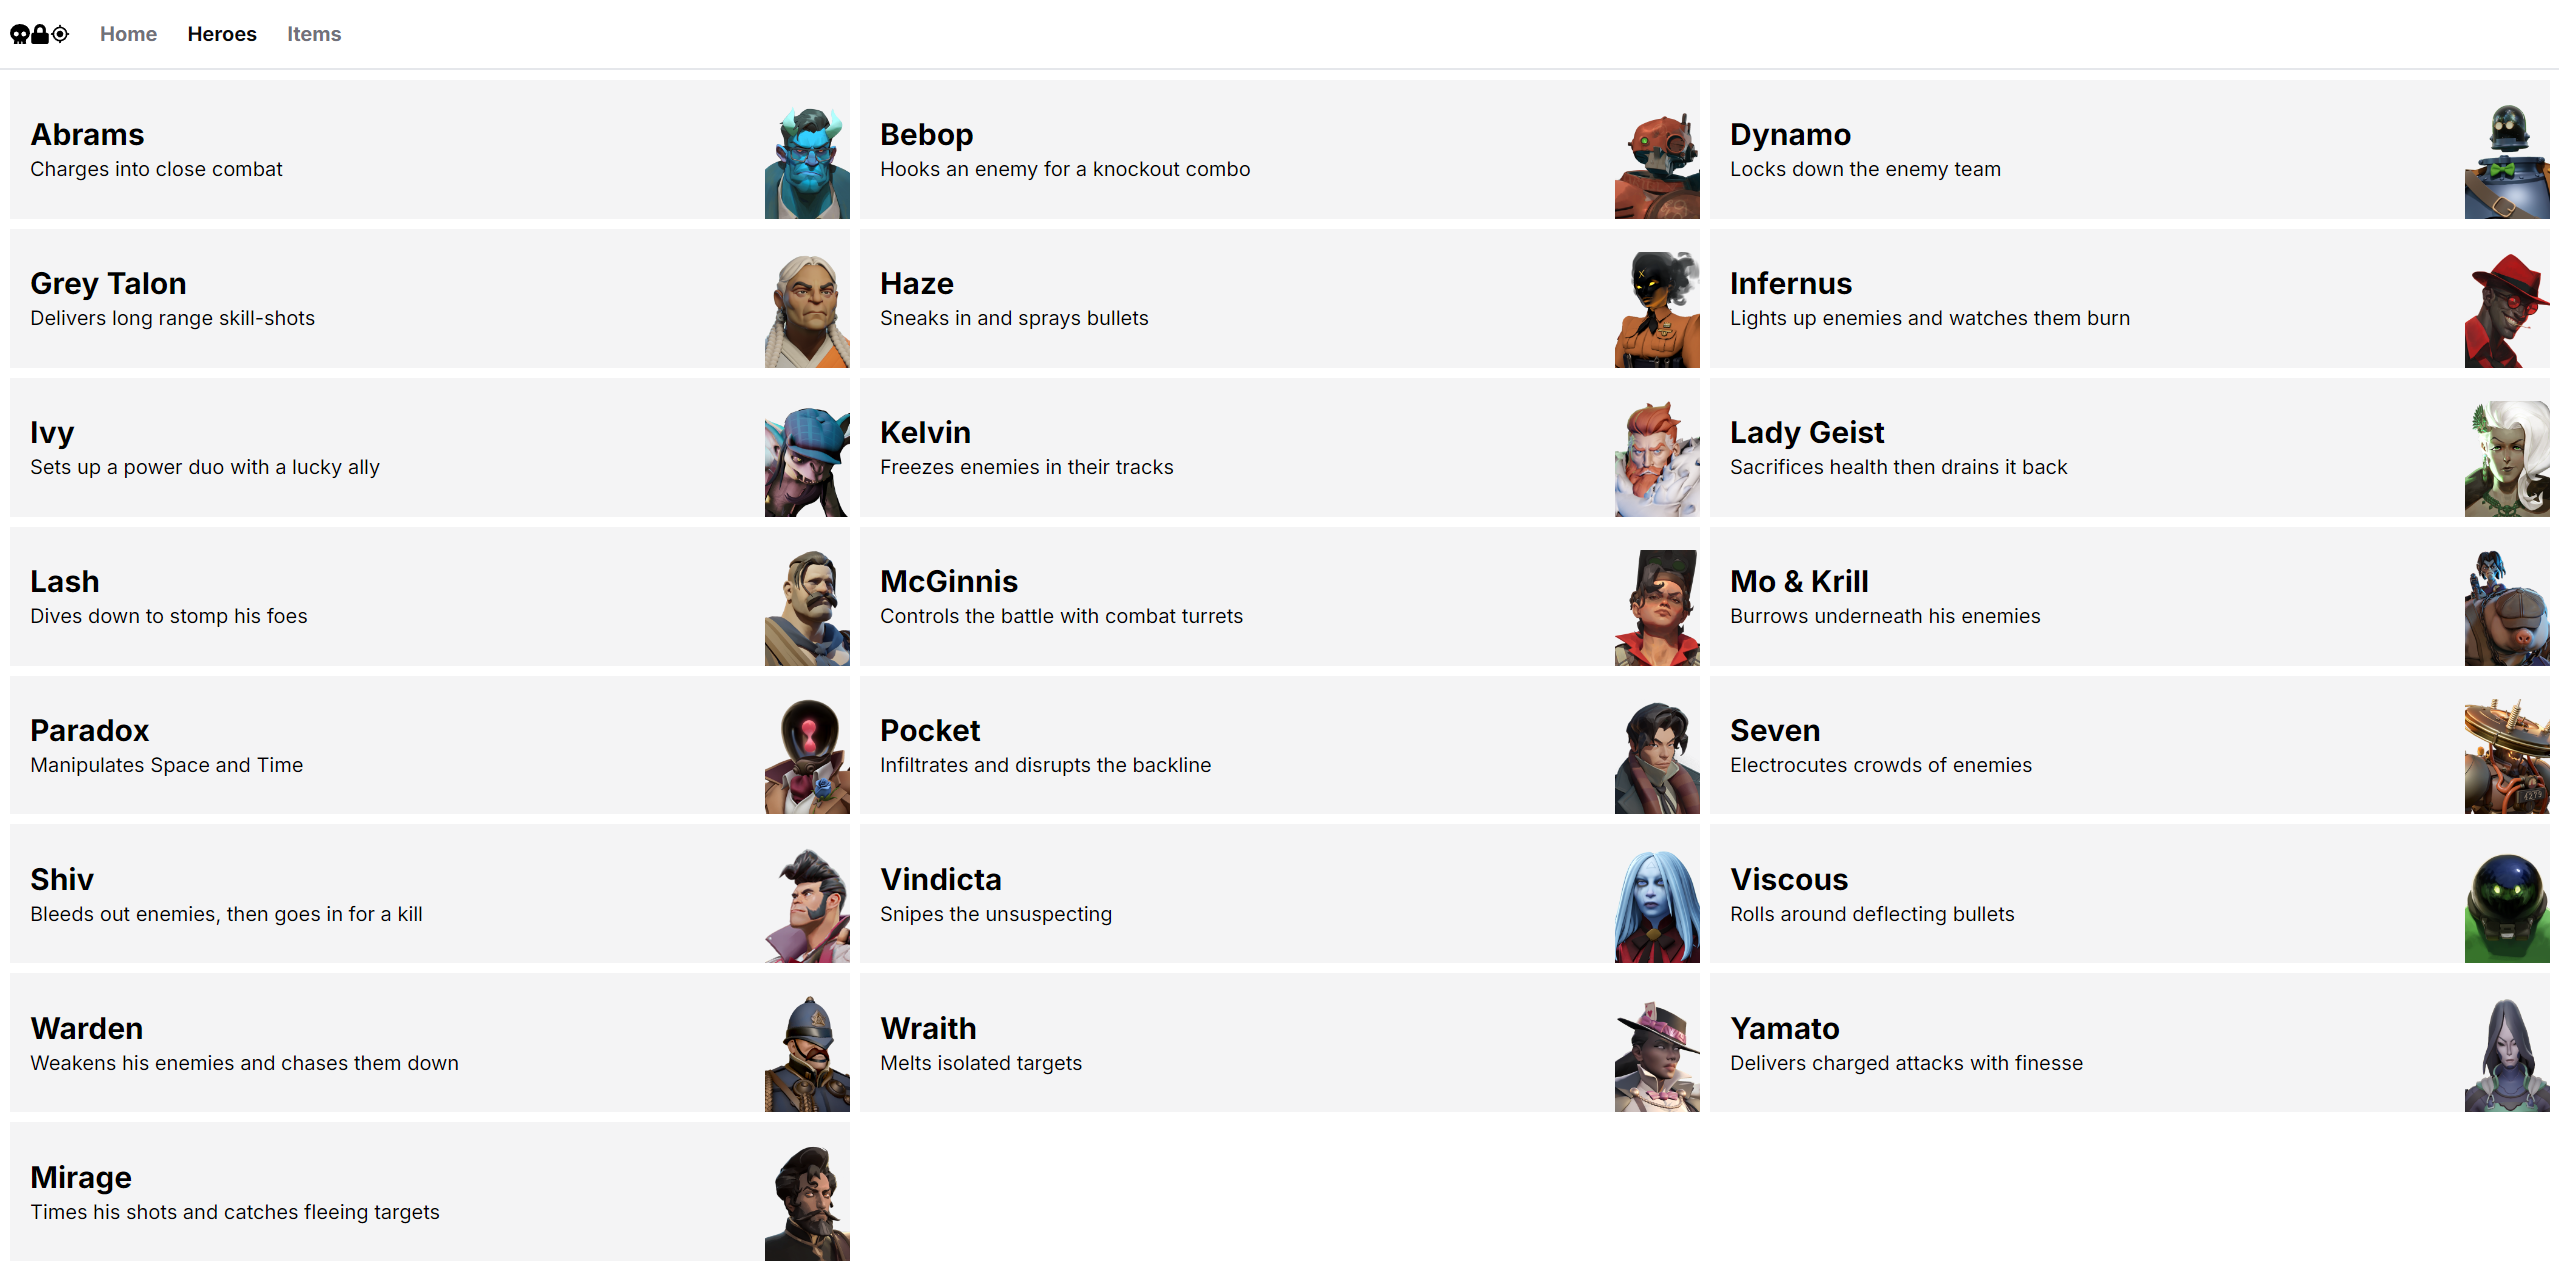 Home Heroes Items
Abrams
Charges into close combat
Bebop
Hooks an enemy for a knockout combo
Dynamo
Locks down the enemy team
Grey Talon
Delivers long range skill-shots
Haze
Sneaks in and sprays bullets
Infernus
Lights up enemies and watches them burn
Ivy
Sets up a power duo with a lucky ally
Kelvin
Freezes enemies in their tracks
Lady Geist
Sacrifices health then drains it back
Lash
Dives down to stomp his foes
McGinnis
Controls the battle with combat turrets
Mo & Krill
Burrows underneath his enemies
Paradox
Manipulates Space and Time
Pocket
Infiltrates and disrupts the backline
Seven
Electrocutes crowds of enemies
Shiv
Bleeds out enemies, then goes in for a kill
Vindicta
Snipes the unsuspecting
Viscous
Rolls around deflecting bullets
Warden
Weakens his enemies and chases them down
Wraith
Melts isolated targets
Yamato
Delivers charged attacks with finesse
Mirage
Times his shots and catches fleeing targets